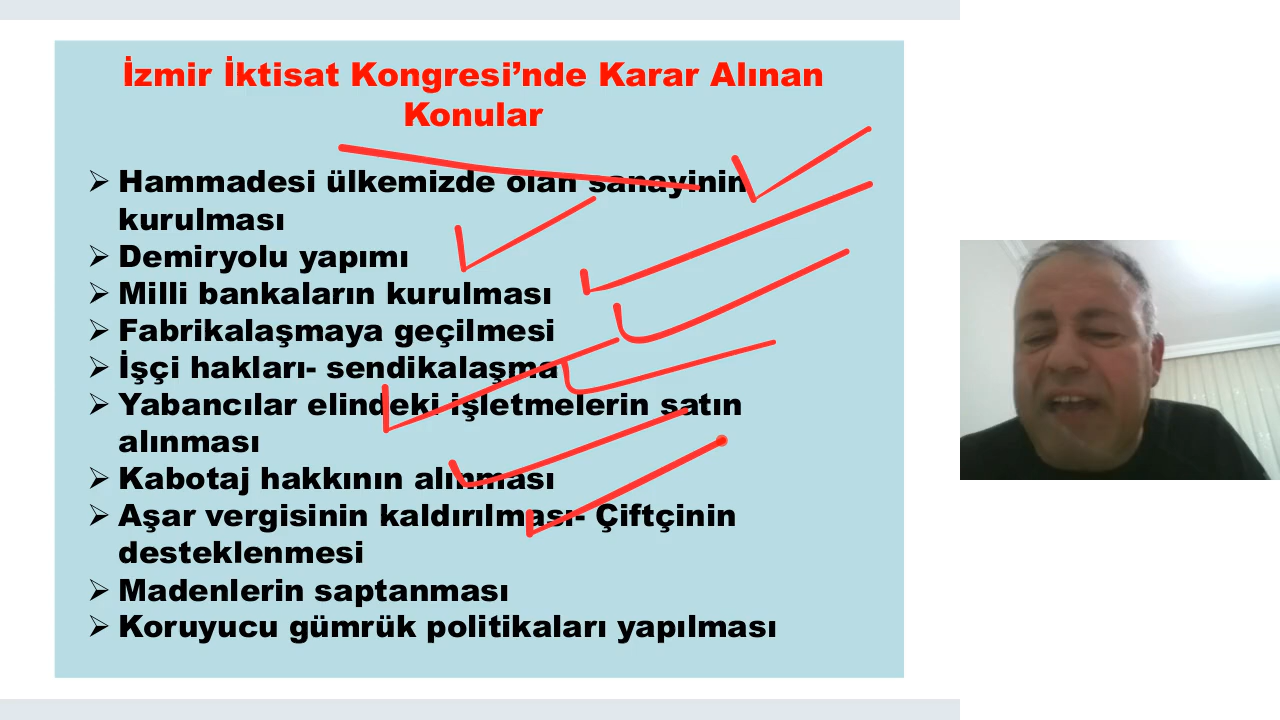 İzmir İktisat Kongresi’nde Karar Alınan
Konular
Hammadesi ülkemizde olan sanayinin
kurulması
Demiryolu yapımı
Milli bankaların kurulması
Fabrikalaşmaya geçilmesi
İşçi hakları- sendikalaşma
Yabancılar elindeki işletmelerin satın
alınması
Kabotaj hakkının alınması
Aşar vergisinin kaldırılması- Çiftçinin
desteklenmesi
Madenlerin saptanması
Koruyucu gümrük politikaları yapılması